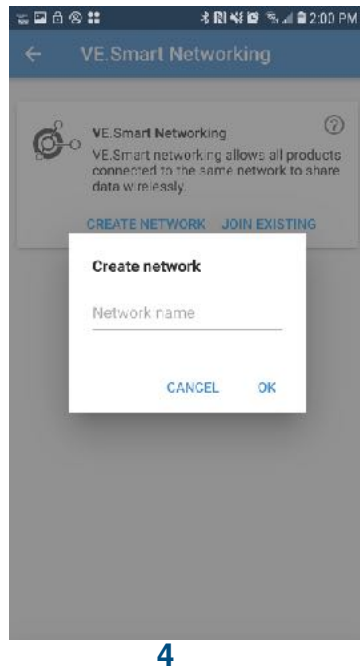 2:00 PM
VE.Smart Networking
VE.Smart Networking
VE.Smart networking allows all products
connected to the same network to share
data wirelessly.
CREATE NETWORK JOIN EXISTING
Create network
Network name
CANCEL OK
4